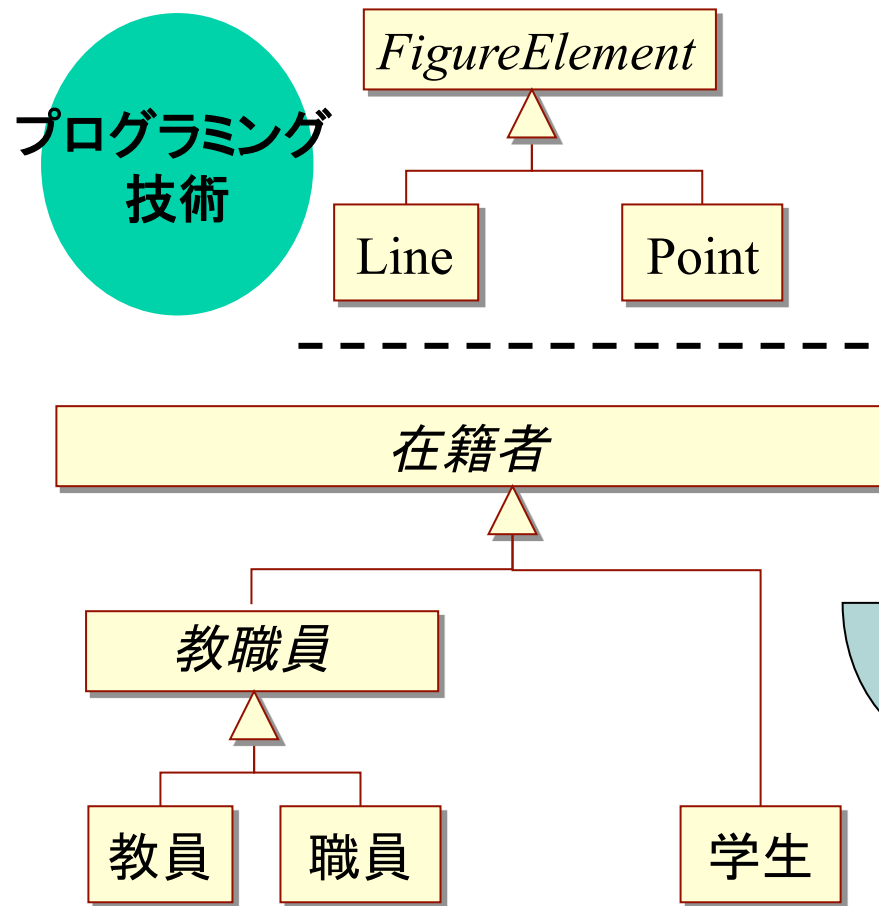 FigureElement
プログラミング
技術
Line
Point
在籍者
教職員
教員
職員
学生